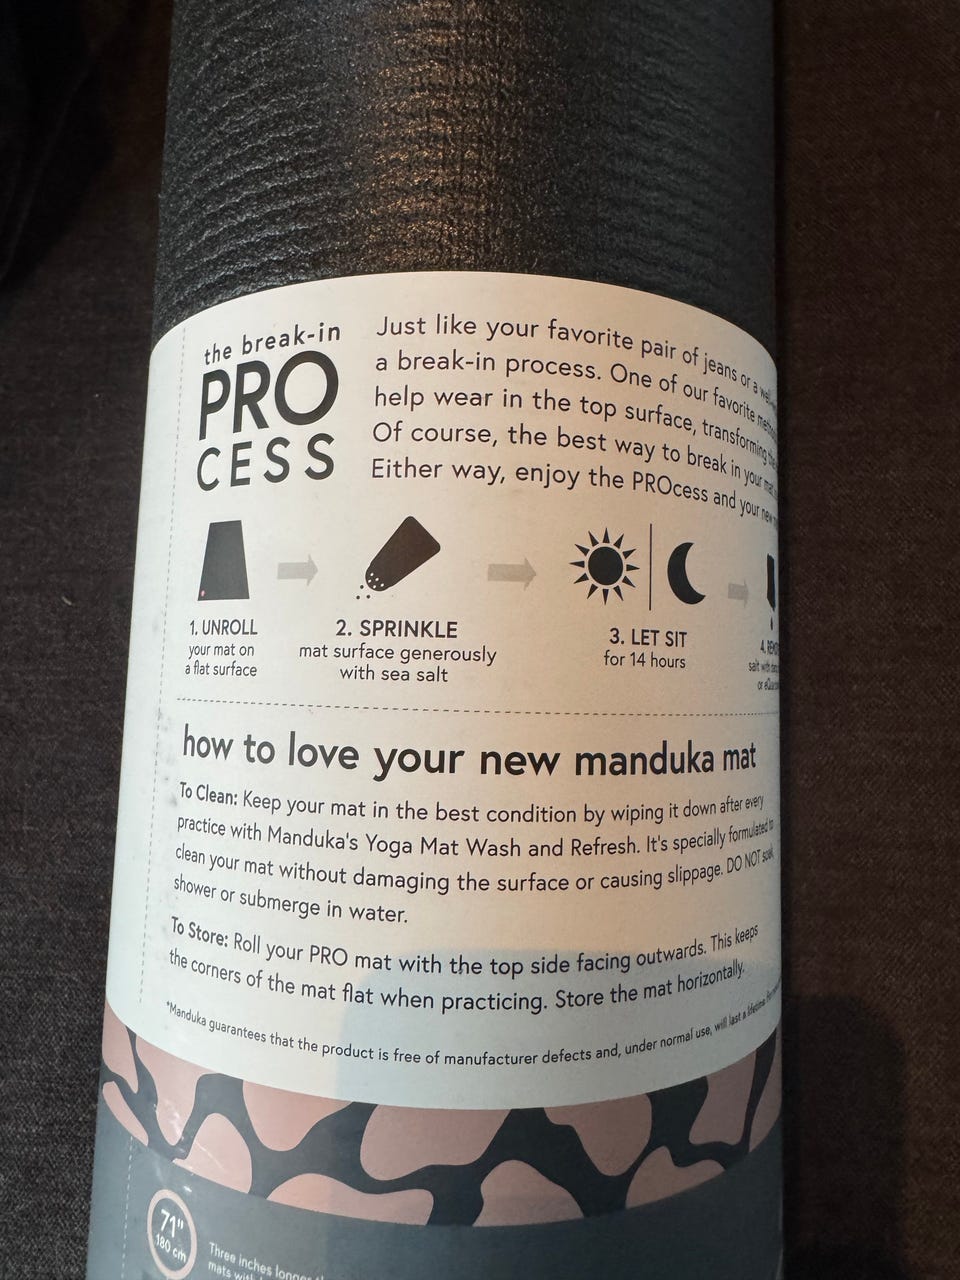 the break-in
PRO
CESS
Just like your favorite pair of jeans or a
a break-in process. One of our favorite
help wear in the top surface, transforming
Of course, the best way to break in your
Either way, enjoy the PROcess and your new
1. UNROLL
your mat on
a flat surface
2. SPRINKLE
mat surface generously
with sea salt
3. LET SIT
for 14 hours
4.
salt with
or
how to love your new manduka mat
To Clean: Keep your mat in the best condition by wiping it down after every
practice with Manduka's Yoga Mat Wash and Refresh. It's specially formulated to
clean your mat without damaging the surface or causing slippage. DO NOT soak,
shower or submerge in water.
To Store: Roll your PRO mat with the top side facing outwards. This keeps
the corners of the mat flat when practicing. Store the mat horizontally.
*Manduka guarantees that the product is free of manufacturer defects and, under normal use, will last a lifetime.
71"
180 cm
Three inches longer
mats